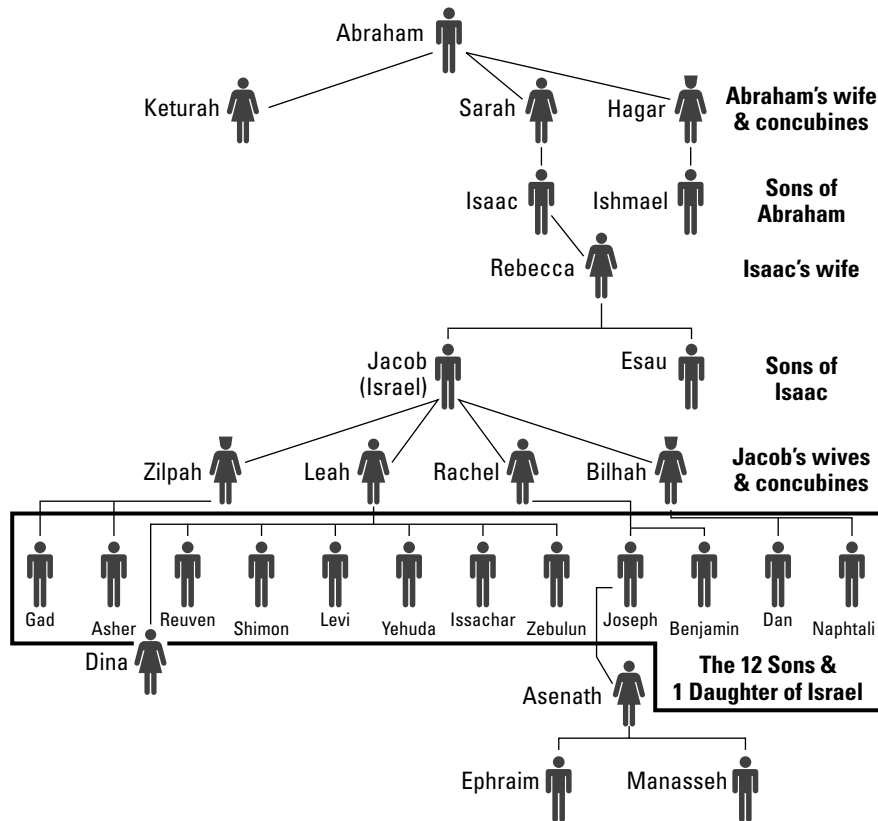 Abraham
Keturah
Sarah
Hagar
Abraham's wife
& concubines
Isaac
Ishmael
Sons of
Abraham
Rebecca
Isaac's wife
Jacob
(Israel)
Esau
Sons of
Isaac
Zilpah
Leah
Rachel
Bilhah
Jacob's wives
& concubines
Gad
Asher
Reuven
Shimon
Levi
Yehuda
Issachar
Zebulun
Joseph
Benjamin
Dan
Naphtali
Dina
The 12 Sons &
1 Daughter of Israel
Asenath
Ephraim
Manasseh